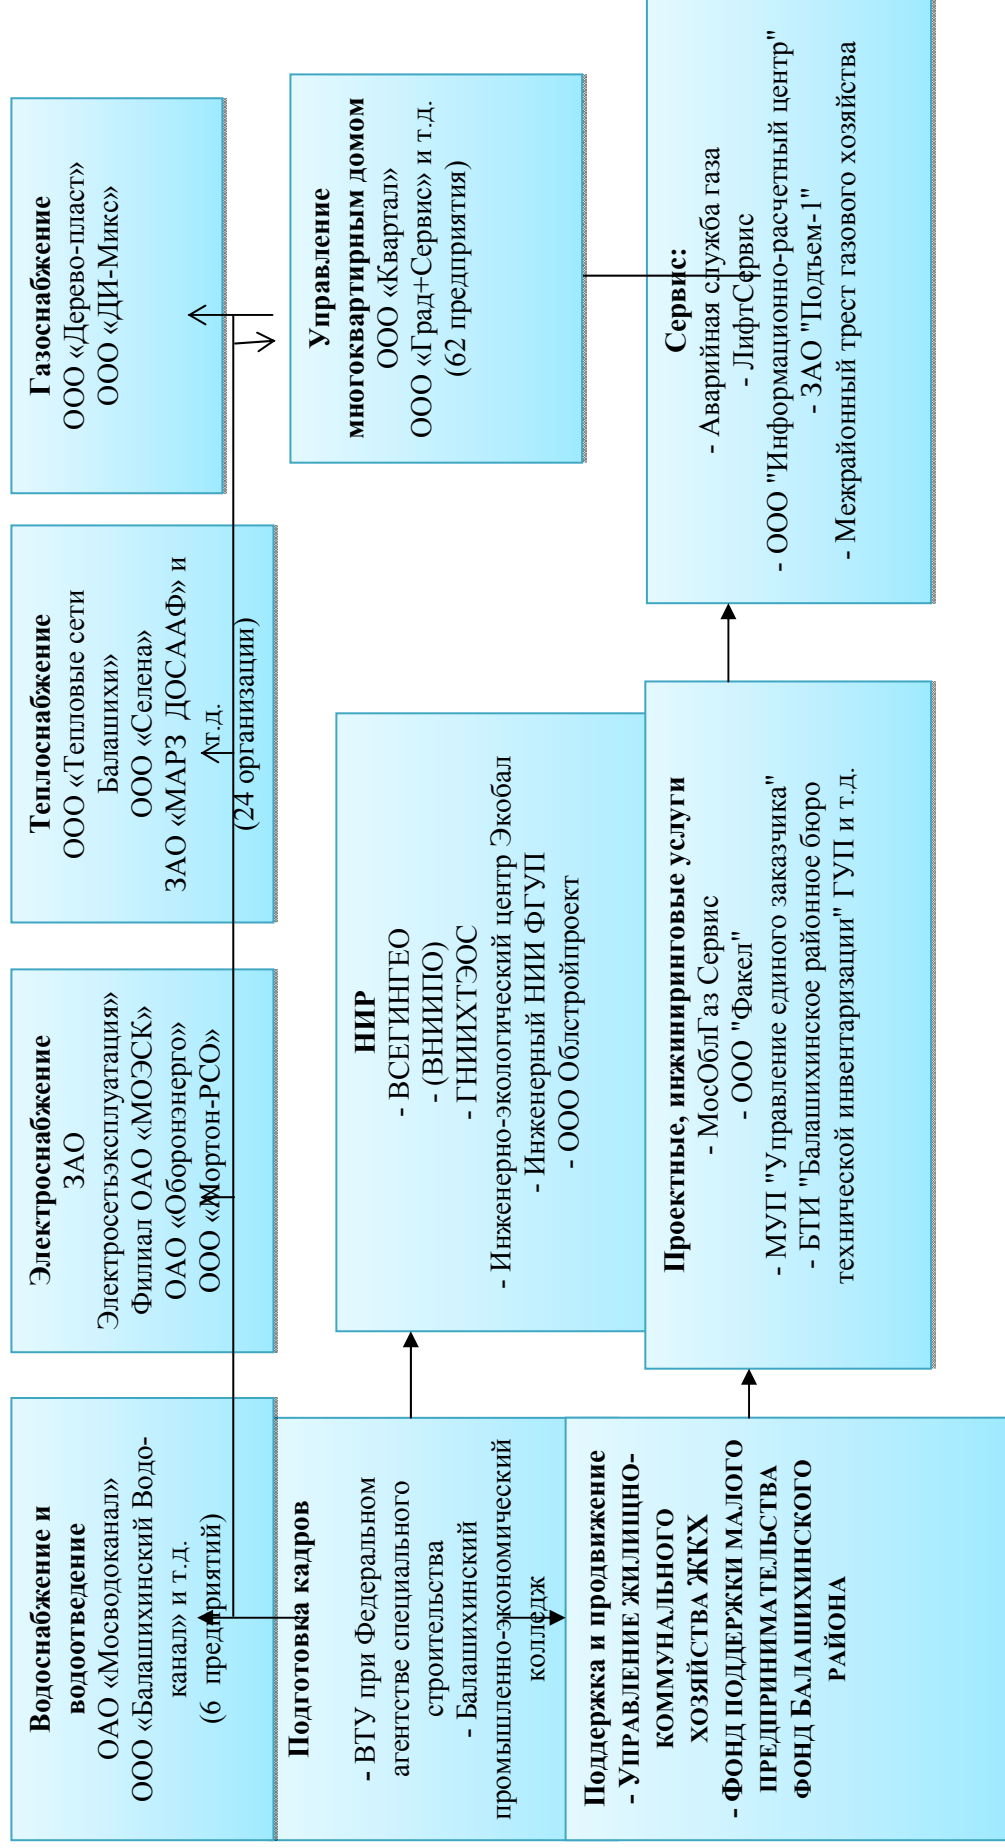 Водоснабжение и
водоотведение
ОАО «Мосводоканал»
ООО «Балашихинский Водо-
канал» и т.д.
(6 предприятий)
Электроснабжение
ЗАО
Электросетьэксплуатация»
Филиал ОАО «МОЭСК»
ОАО «Оборонэнерго»
ООО «Мортон-РСО»
Теплоснабжение
ООО «Тепловые сети
Балашихи»
ООО «Селена»
ЗАО «МАРЗ ДОСААФ» и
т.д.
(24 организации)
Газоснабжение
ООО «Дерево-пласт»
ООО «ДИ-Микс»
Подготовка кадров
- ВТУ при Федеральном
агентстве специального
строительства
- Балашихинский
промышленно-экономический
колледж
НИР
- ВСЕГИНГЕО
- (ВНИИПО)
- ГНИИХТЭОС
- Инженерно-экологический центр Экобал
- Инженерный НИИ ФГУП
- ООО Облстройпроект
Управление
многоквартирным домом
ООО «Квартал»
ООО «Град+Сервис» и т.д.
(62 предприятия)
Поддержка и продвижение
- УПРАВЛЕНИЕ ЖИЛИЩНО-
КОММУНАЛЬНОГО
ХОЗЯЙСТВА ЖКХ
- ФОНД ПОДДЕРЖКИ МАЛОГО
ПРЕДПРИНИМАТЕЛЬСТВА
ФОНД БАЛАШИХИНСКОГО
РАЙОНА
Проектные, инжиниринговые услуги
- МосОблГаз Сервис
- ООО "Факел"
- МУП "Управление единого заказчика"
- БТИ "Балашихинское районное бюро
технической инвентаризации" ГУП и т.д.
Сервис:
- Аварийная служба газа
- ЛифтСервис
- ООО "Информационно-расчетный центр"
- ЗАО "Подъем-1"
- Межрайонный трест газового хозяйства